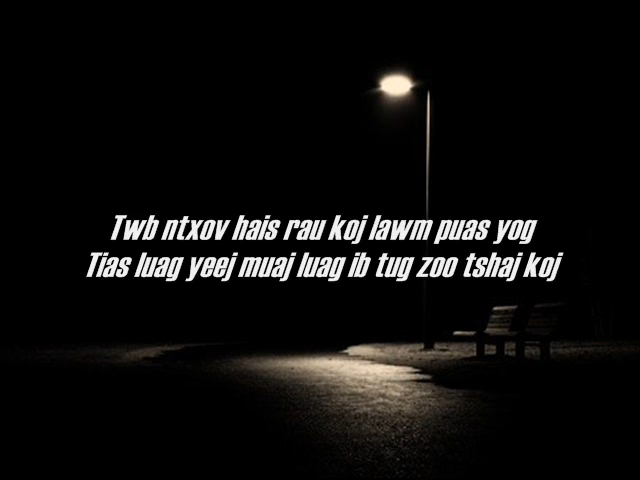 Twb ntxov hais rau koj lawm puas yog
Tias luag yeej muaj luag ib tug zoo tshaj koj